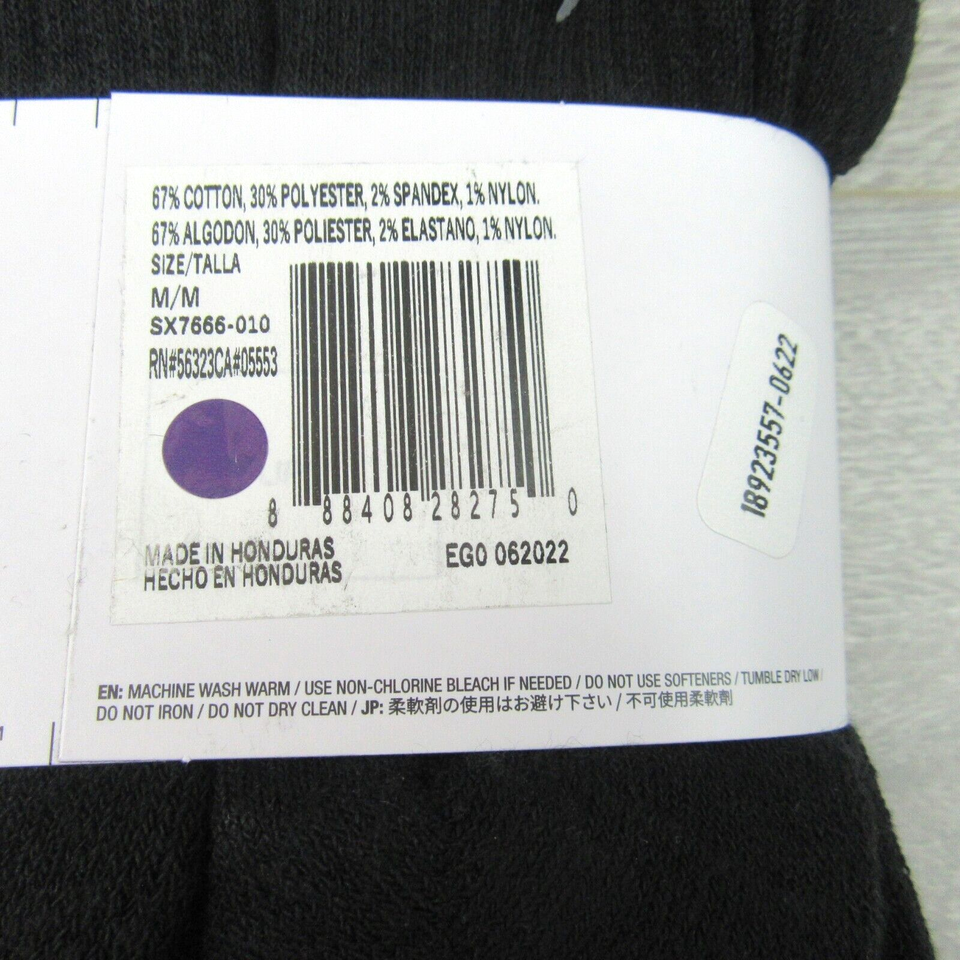 67% COTTON, 30% POLYESTER, 2% SPANDEX, 1% NYLON.
67% ALGODON, 30% POLIESTER, 2% ELASTANO, 1% NYLON.
SIZE/TALLA
M/M
SX7666-010
RN#56323CA#05553
8 88408 28275 0
MADE IN HONDURAS
HECHO EN HONDURAS
EGO 062022
18923557-0622
EN: MACHINE WASH WARM / USE NON-CHLORINE BLEACH IF NEEDED / DO NOT USE SOFTENERS / TUMBLE DRY LOW /
DO NOT IRON / DO NOT DRY CLEAN / JP: 柔軟剤の使用はお避け下さい / 不可使用柔軟劑